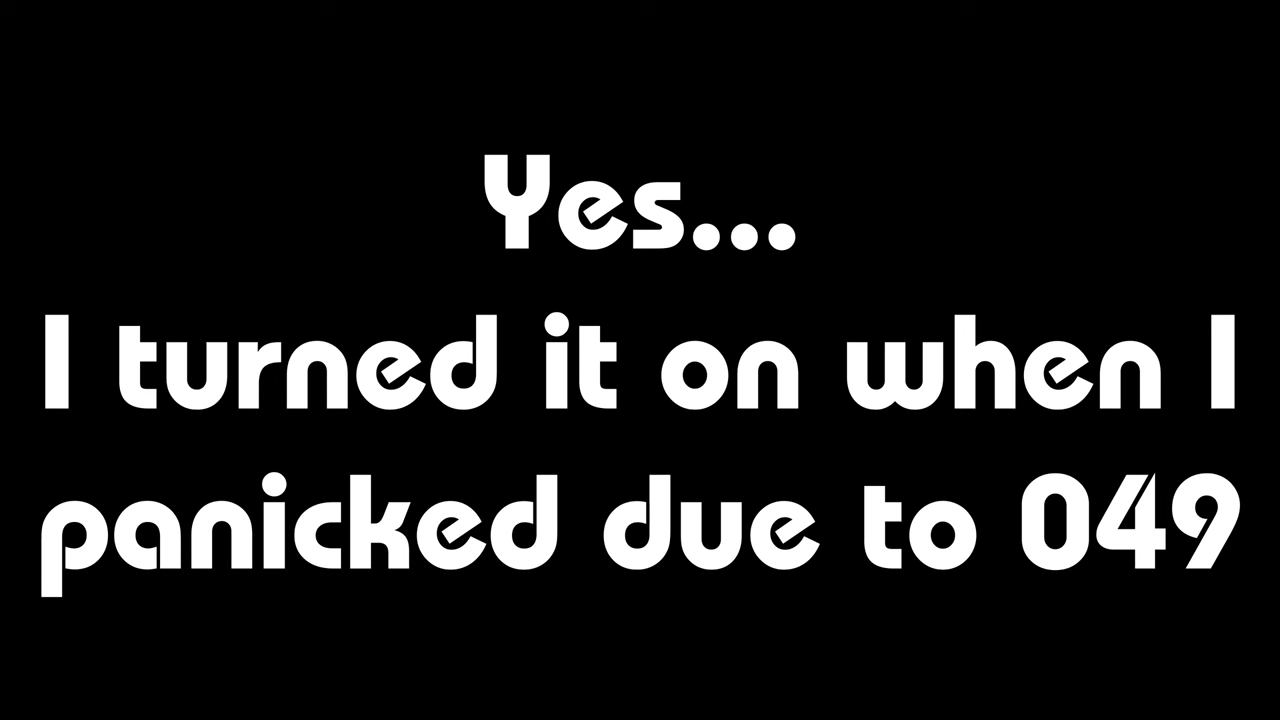 Yes...
I turned it on when I
panicked due to 049